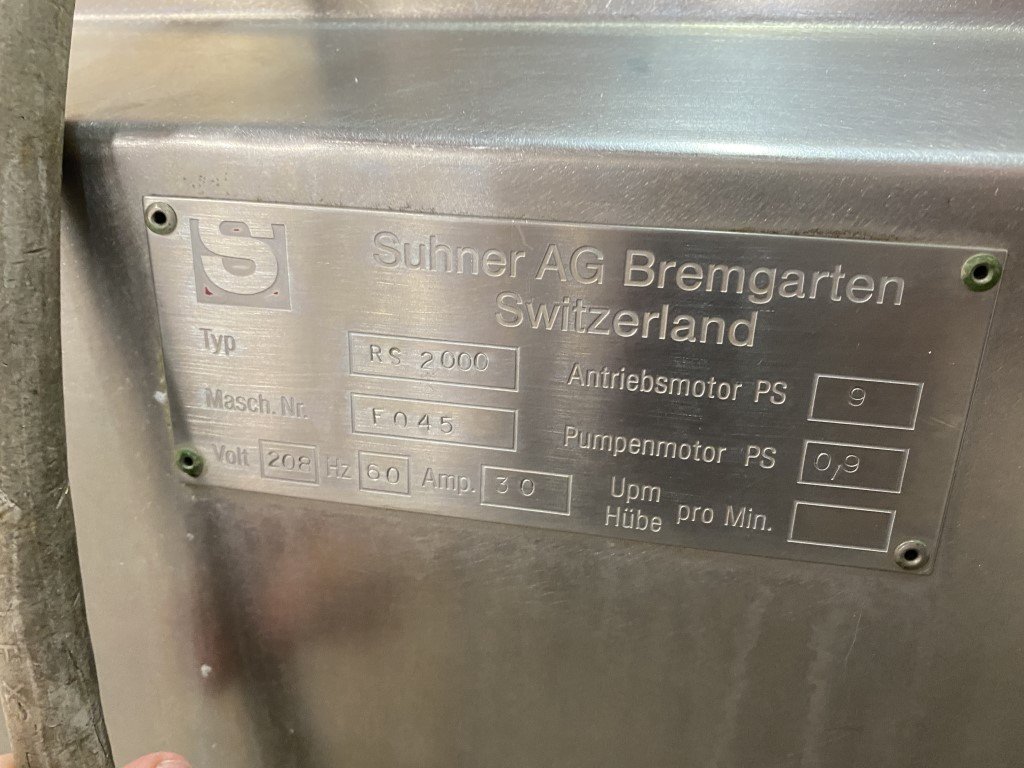 S
Suhner AG Bremgarten
Switzerland
Typ RS 2000
Antriebsmotor PS 9
Masch. Nr. F045
Pumpenmotor PS 0,9
Volt 208 Hz 60 Amp. 30
Upm
Hübe pro Min.